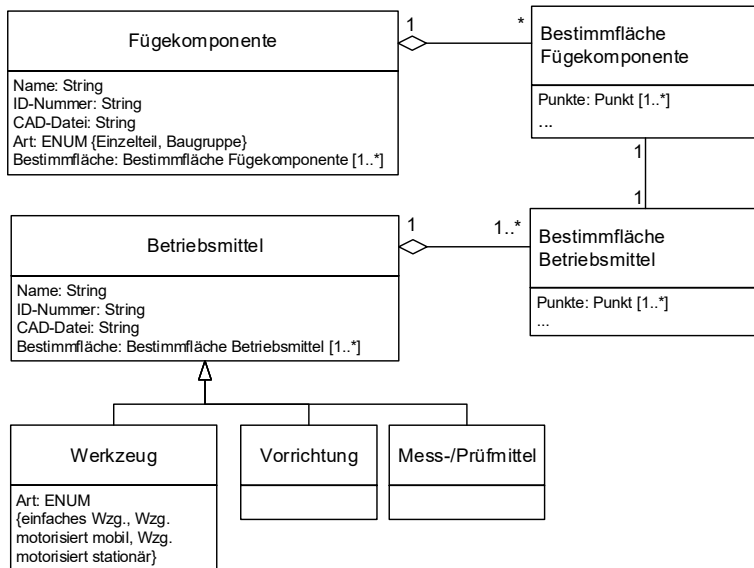 Fügekomponente
Name: String
ID-Nummer: String
CAD-Datei: String
Art: ENUM {Einzelteil, Baugruppe}
Bestimmfläche: Bestimmfläche Fügekomponente [1..*]
1
*
Bestimmfläche
Fügekomponente
Punkte: Punkt [1..*]
...
1
1
Betriebsmittel
Name: String
ID-Nummer: String
CAD-Datei: String
Bestimmfläche: Bestimmfläche Betriebsmittel [1..*]
1
1..*
Bestimmfläche
Betriebsmittel
Punkte: Punkt [1..*]
...
Werkzeug
Art: ENUM
{einfaches Wzg., Wzg.
motorisiert mobil, Wzg.
motorisiert stationär}
Vorrichtung
Mess-/Prüfmittel